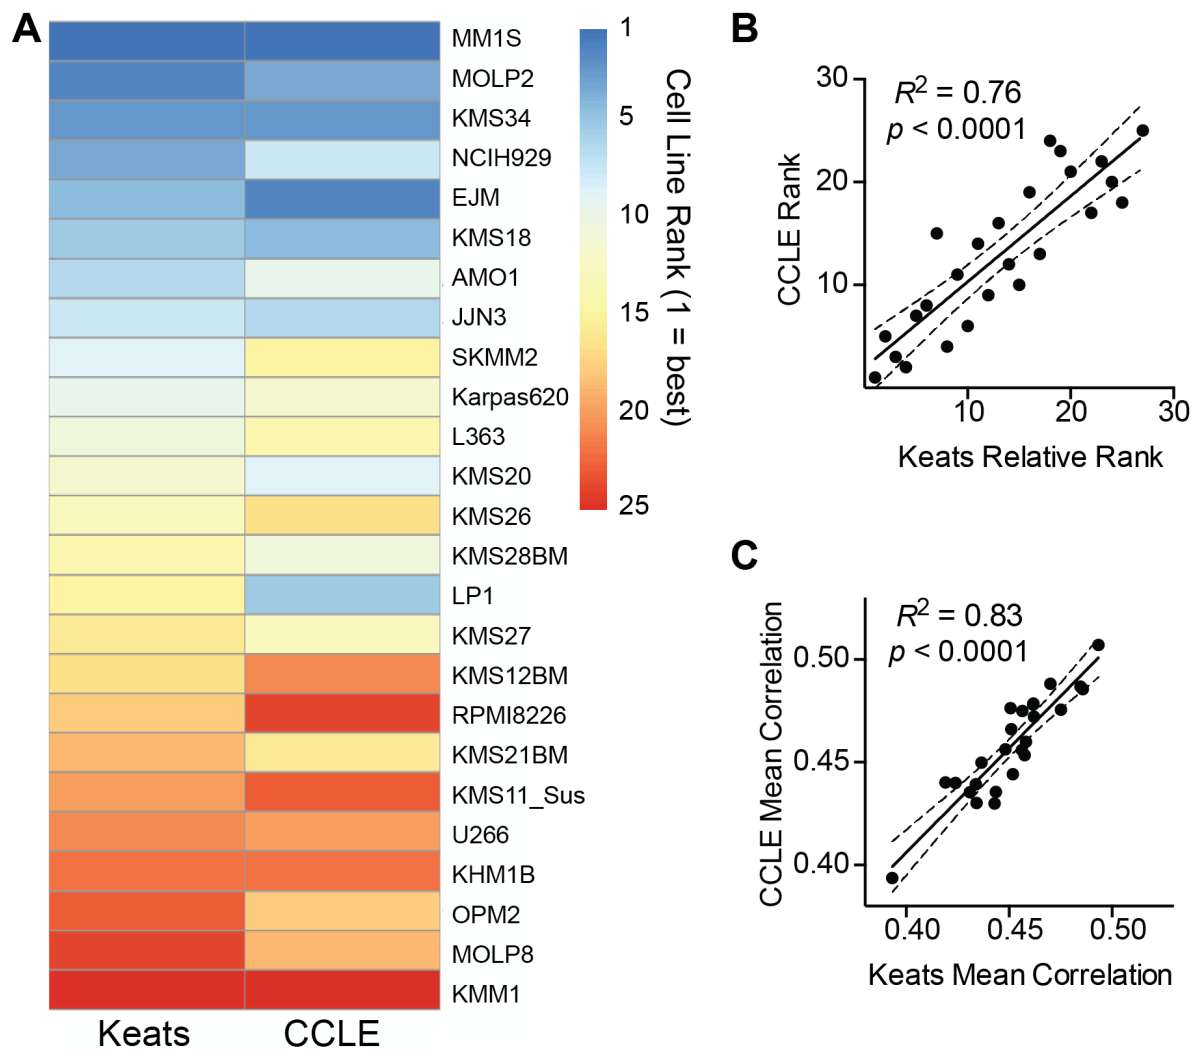 A
MM1S
MOLP2
KMS34
NCIH929
EJM
KMS18
AMO1
JJN3
SKMM2
Karpas620
L363
KMS20
KMS26
KMS28BM
LP1
KMS27
KMS12BM
RPMI8226
KMS21BM
KMS11_Sus
U266
KHM1B
OPM2
MOLP8
KMM1
Keats CCLE
1
5
10
15
20
25
Cell Line Rank (1 = best)
B
R² = 0.76
p < 0.0001
30
20
10
CCLE Rank
10 20 30
Keats Relative Rank
C
R² = 0.83
p < 0.0001
0.50
0.45
0.40
CCLE Mean Correlation
0.40 0.45 0.50
Keats Mean Correlation